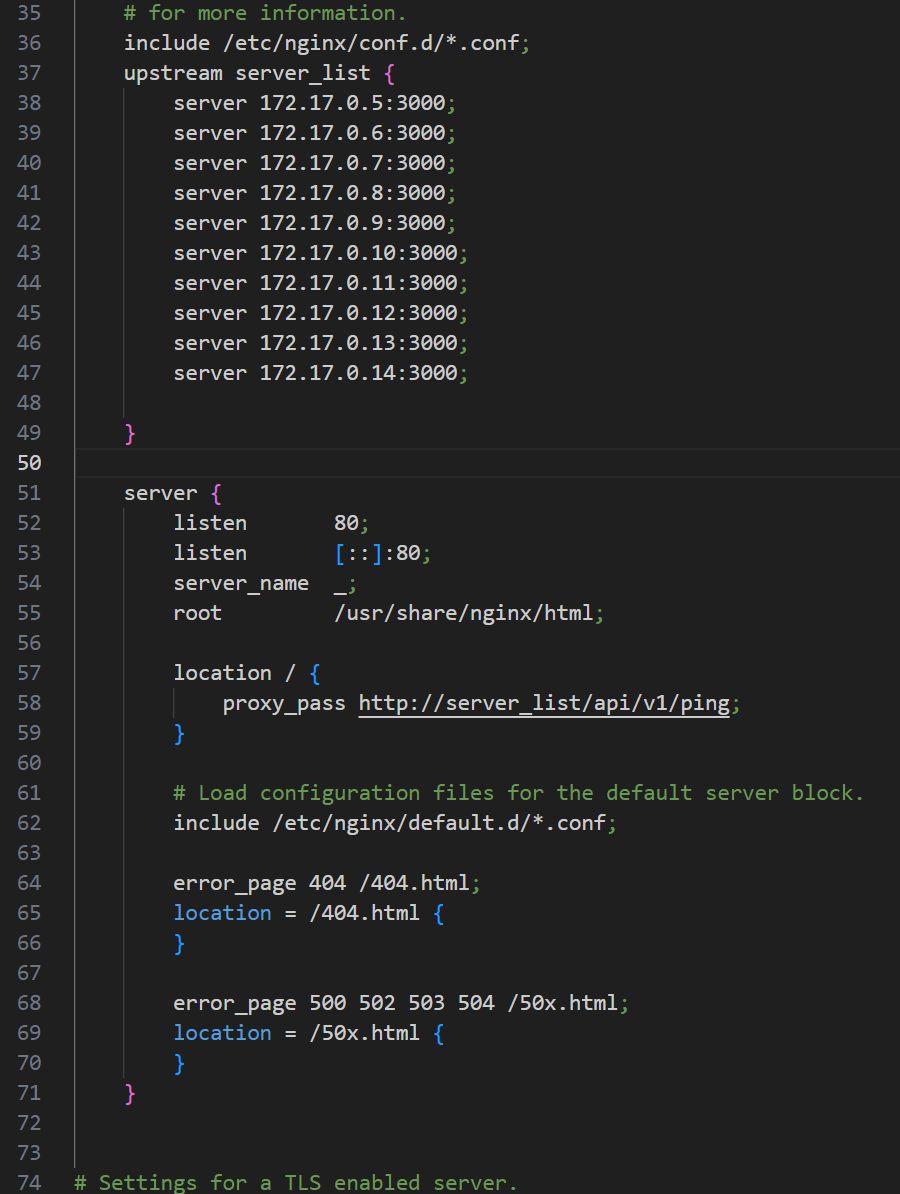 35 # for more information.
36 include /etc/nginx/conf.d/*.conf;
37 upstream server_list {
38 server 172.17.0.5:3000;
39 server 172.17.0.6:3000;
40 server 172.17.0.7:3000;
41 server 172.17.0.8:3000;
42 server 172.17.0.9:3000;
43 server 172.17.0.10:3000;
44 server 172.17.0.11:3000;
45 server 172.17.0.12:3000;
46 server 172.17.0.13:3000;
47 server 172.17.0.14:3000;
48
49 }
50
51 server {
52 listen 80;
53 listen [::]:80;
54 server_name _;
55 root /usr/share/nginx/html;
56
57 location / {
58 proxy_pass http://server_list/api/v1/ping;
59 }
60
61 # Load configuration files for the default server block.
62 include /etc/nginx/default.d/*.conf;
63
64 error_page 404 /404.html;
65 location = /404.html {
66 }
67
68 error_page 500 502 503 504 /50x.html;
69 location = /50x.html {
70 }
71 }
72
73
74 # Settings for a TLS enabled server.